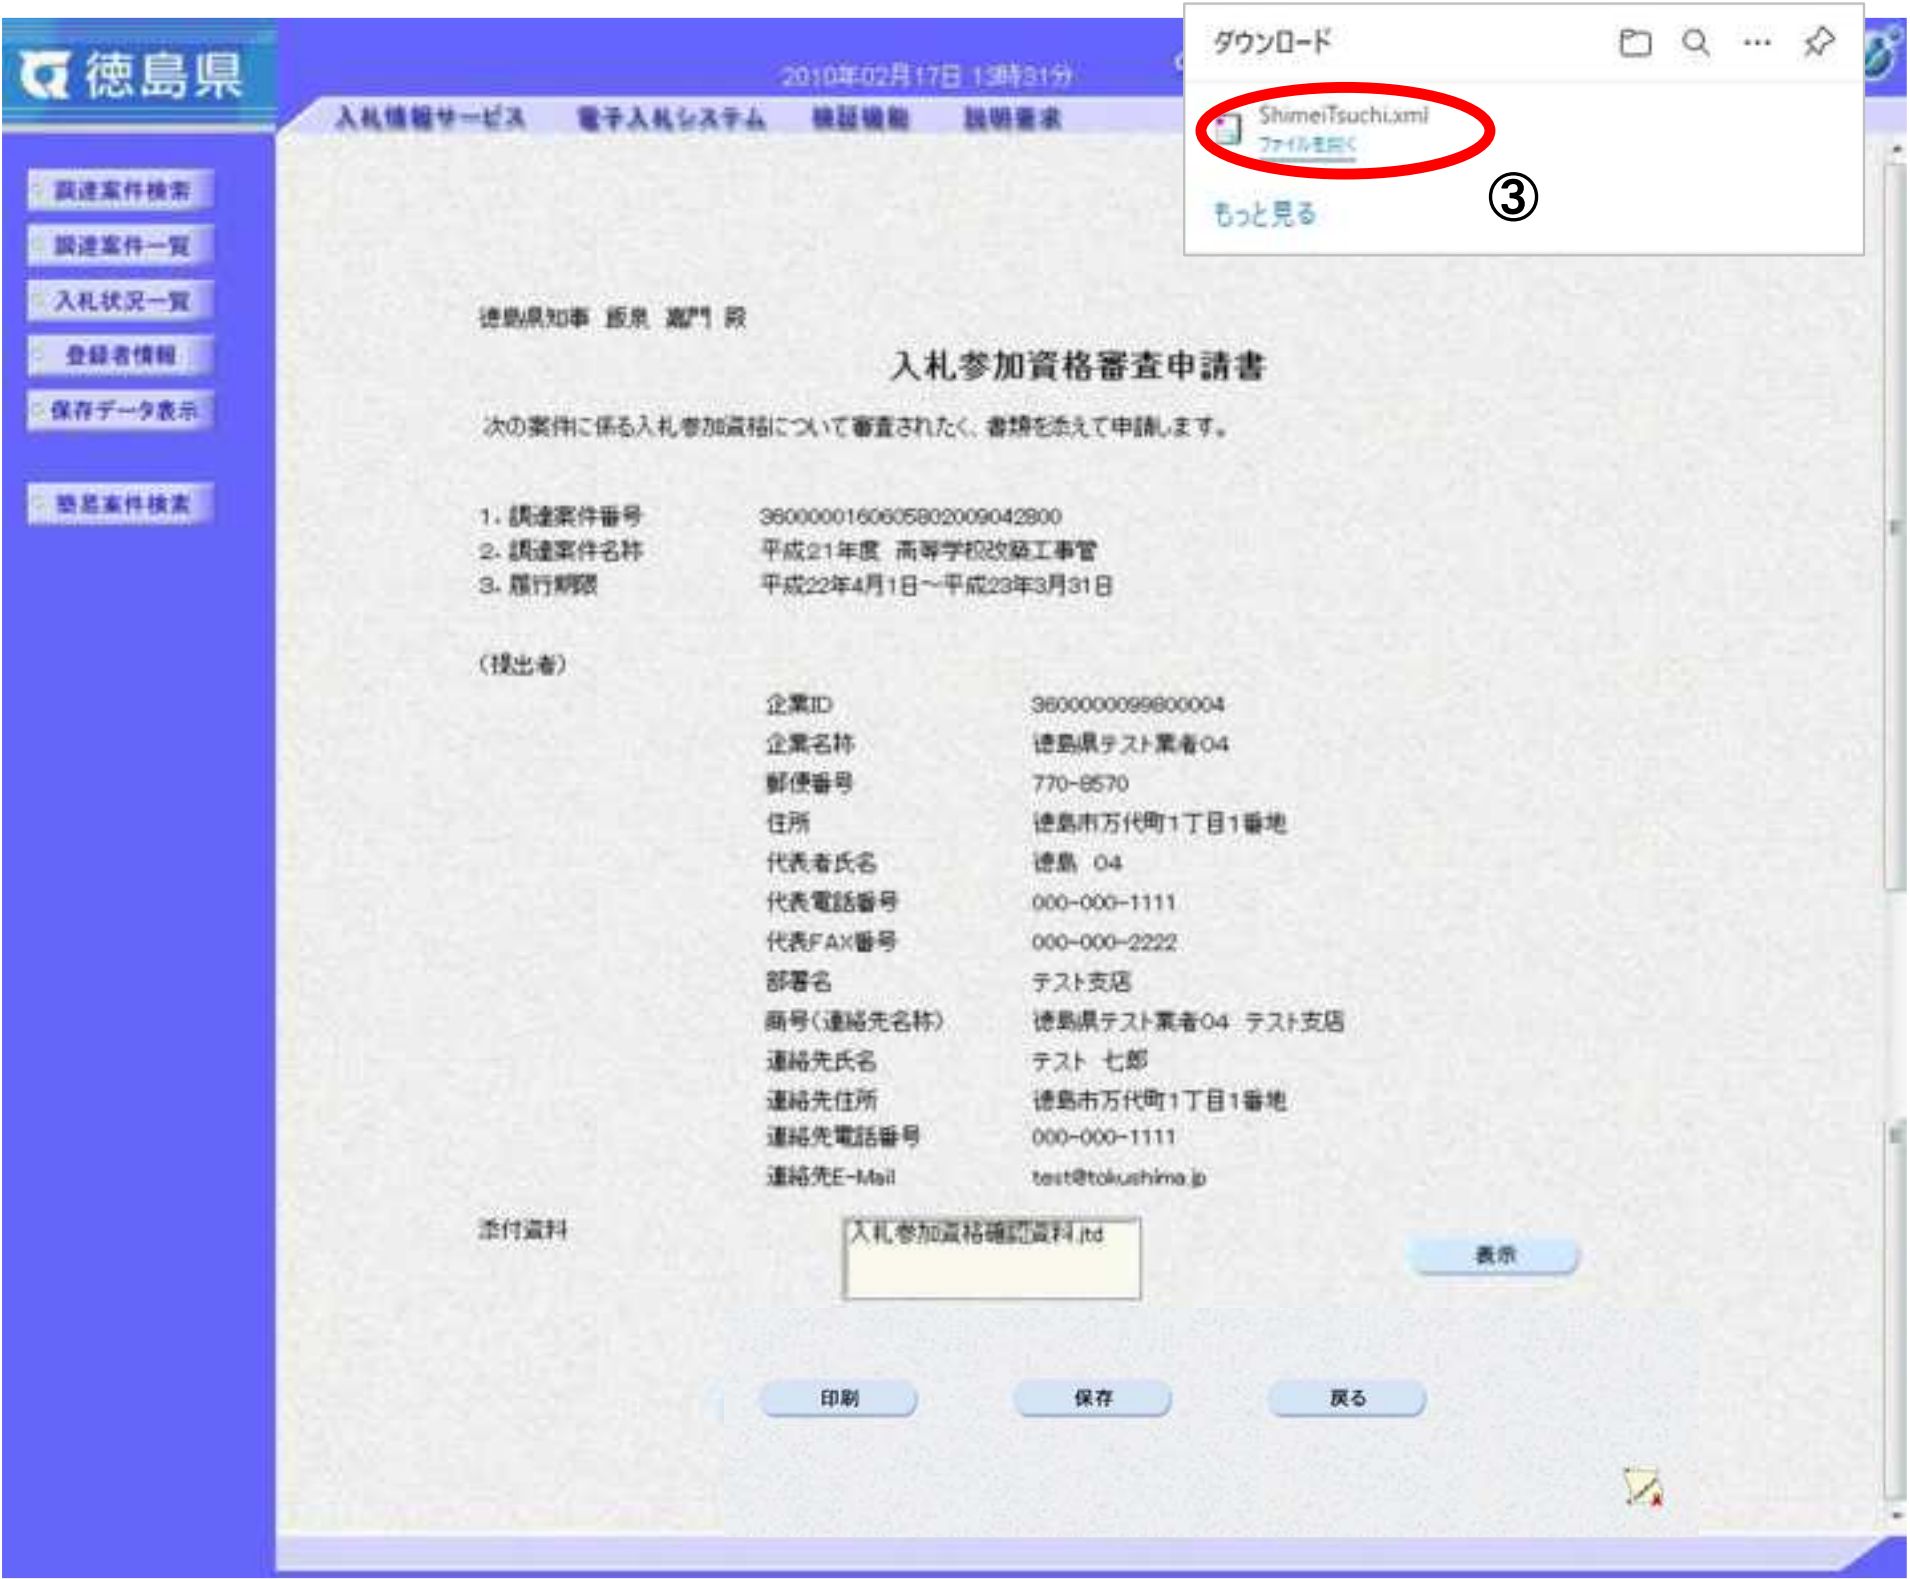 徳島県
2010年02月17日 13時31分
入札情報サービス 電子入札システム 検証機能 説明要求
ダウンロード
ShimeiTsuchi.xml
ファイルを開く
もっと見る
③
調達案件検索
調達案件一覧
入札状況一覧
登録者情報
保存データ表示
簡易案件検索
徳島県知事 飯泉 嘉門 殿
入札参加資格審査申請書
次の案件に係る入札参加資格について審査されたく、書類を添えて申請します。
1. 調達案件番号 3600000160605802009042800
2. 調達案件名称 平成21年度 高等学校改築工事管
3. 履行期限 平成22年4月1日～平成23年3月31日
(提出者)
企業ID 3600000099800004
企業名称 徳島県テスト業者04
郵便番号 770-8570
住所 徳島市万代町1丁目1番地
代表者氏名 徳島 04
代表電話番号 000-000-1111
代表FAX番号 000-000-2222
部署名 テスト支店
商号(連絡先名称) 徳島県テスト業者04 テスト支店
連絡先氏名 テスト 七郎
連絡先住所 徳島市万代町1丁目1番地
連絡先電話番号 000-000-1111
連絡先E-Mail test@tokushima.jp
添付資料 入札参加資格確認資料.jtd 表示
印刷 保存 戻る